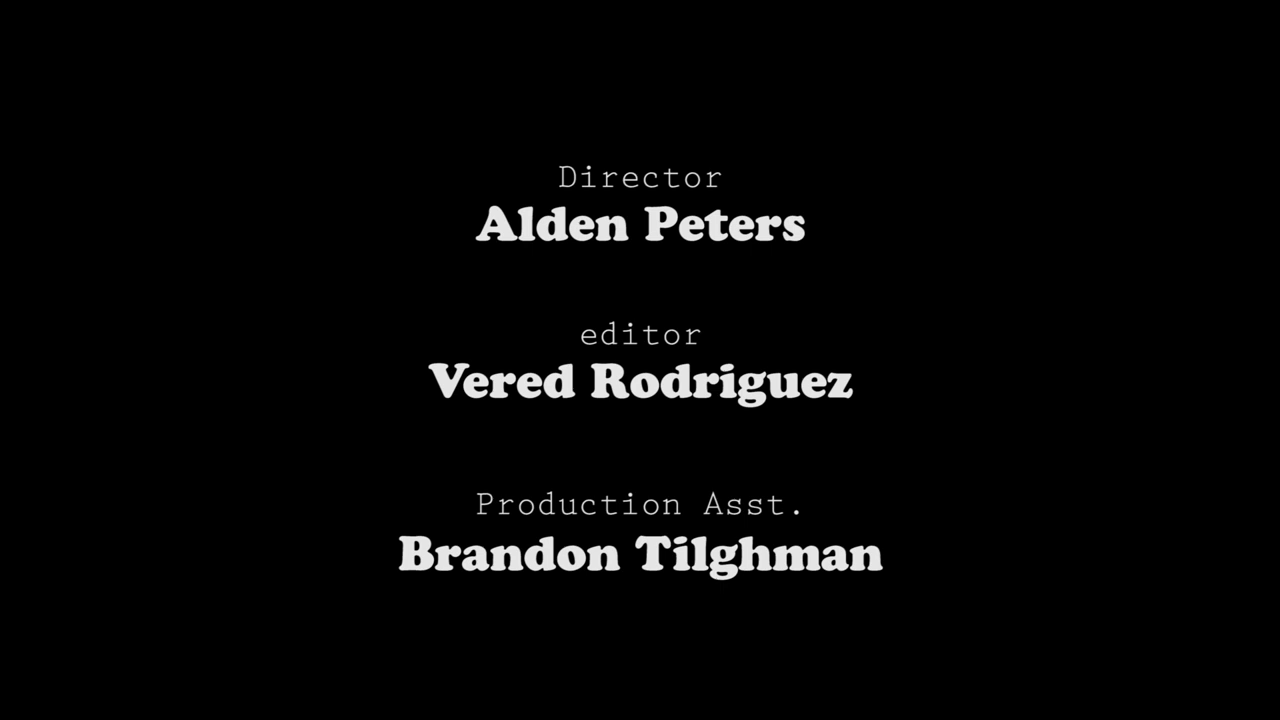 Director
Alden Peters
editor
Vered Rodriguez
Production Asst.
Brandon Tilghman